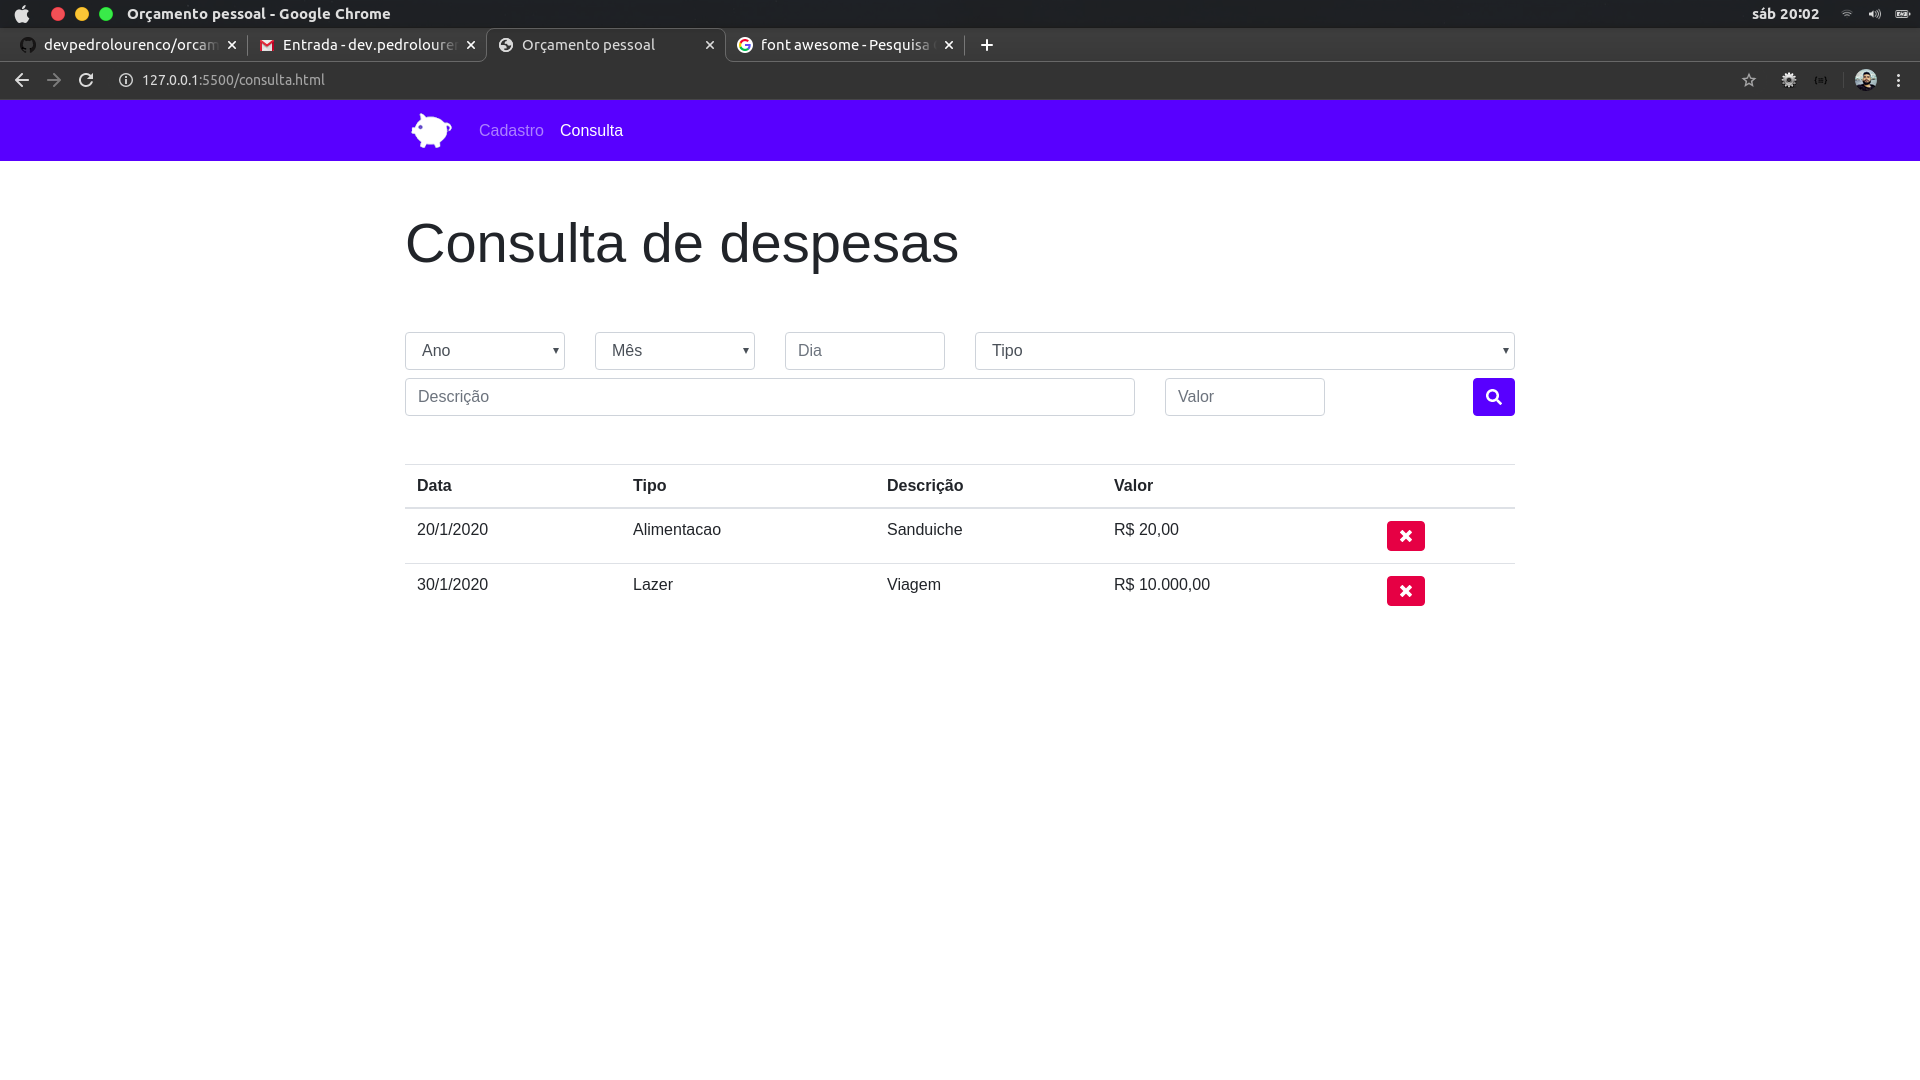 Orçamento pessoal - Google Chrome
sáb 20:02
devpedrolourenco/orcam
Entrada - dev.pedrolouren
Orçamento pessoal
font awesome - Pesquisa
127.0.0.1:5500/consulta.html
Cadastro Consulta
Consulta de despesas
Ano Mês Dia Tipo
Descrição Valor
Data Tipo Descrição Valor
20/1/2020 Alimentacao Sanduiche R$ 20,00
30/1/2020 Lazer Viagem R$ 10.000,00